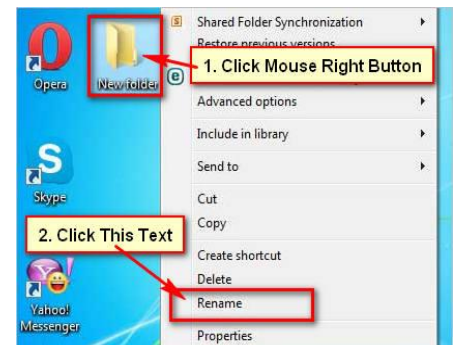 S
Shared Folder Synchronization
Restore previous versions
1. Click Mouse Right Button
Opera
New folder
e
Advanced options
Include in library
Send to
S
Skype
Cut
Copy
2. Click This Text
Create shortcut
Delete
Rename
Yahoo!
Messenger
Properties